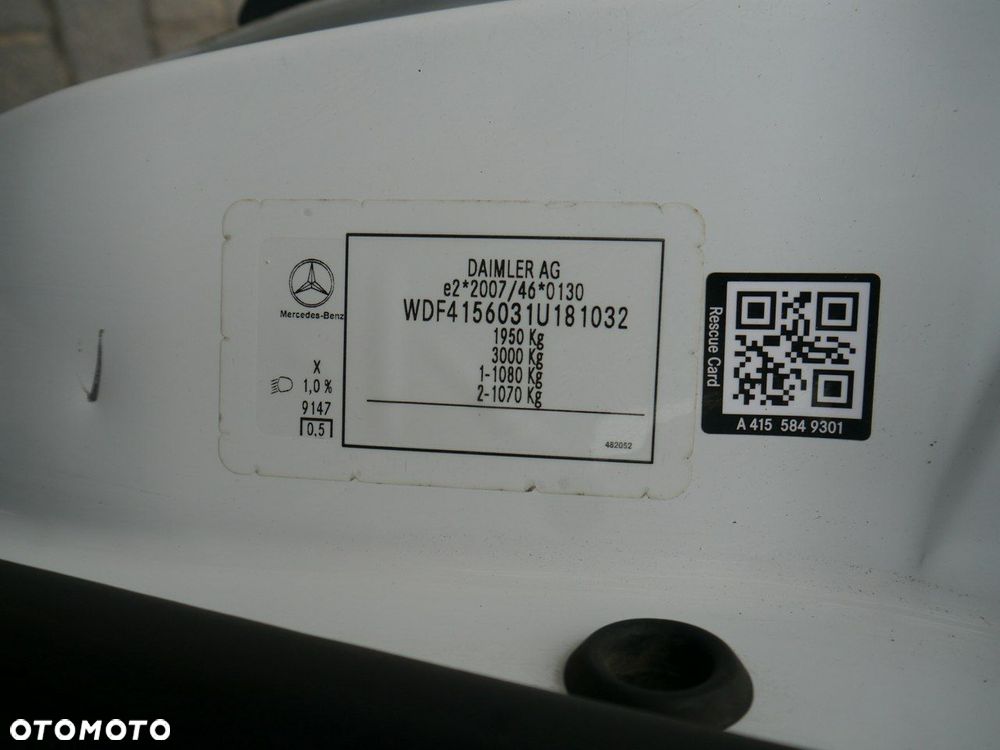 DAIMLER AG
e2*2007/46*0130
WDF4156031U181032
1950 Kg
3000 Kg
1-1080 Kg
2-1070 Kg
482052
Mercedes-Benz
X
1,0 %
9147
0.5
Rescue Card
A 415 584 9301
OTOMOTO